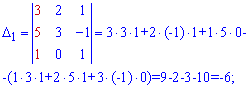 Δ₁ = |3 2 1; 5 3 −1; 1 0 1| = 3·3·1+2·(-1)·1+1·5·0-
-(1·3·1+2·5·1+3·(-1)·0)=9-2-3-10=-6;